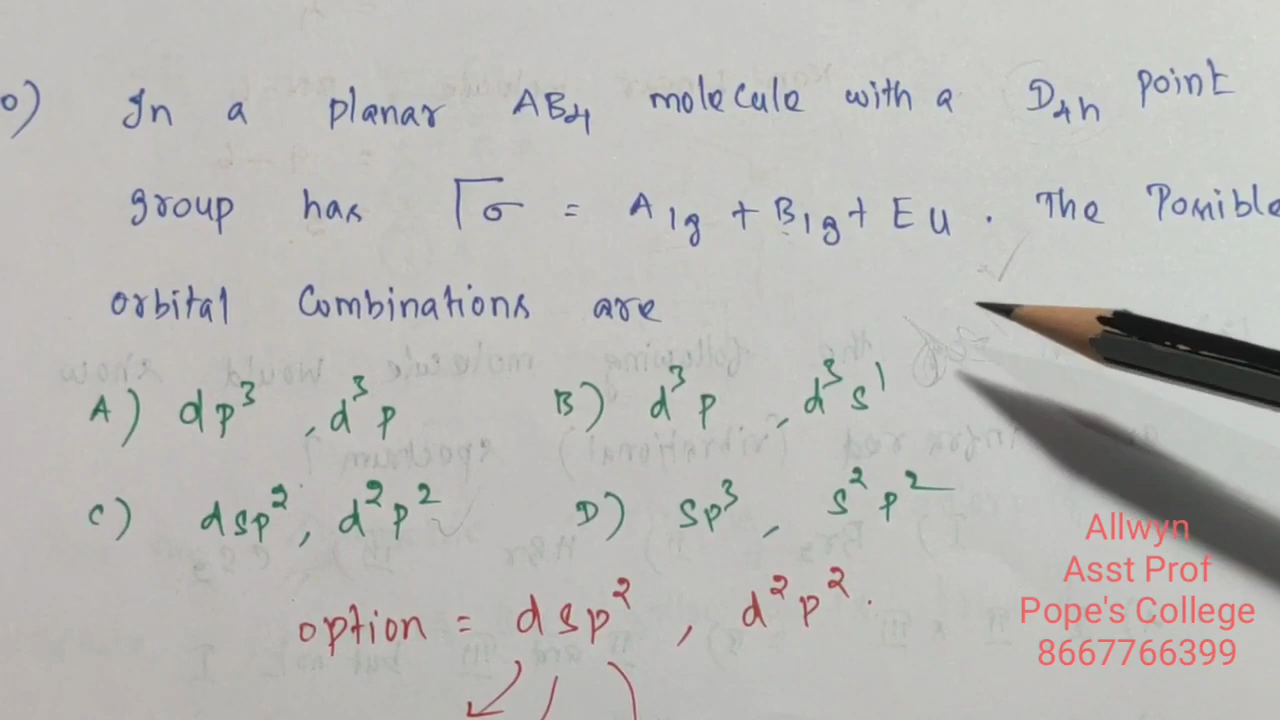 0) In a planar AB4 molecule with a D4h point
group has Γσ = A1g + B1g + Eu. The Possible
orbital Combinations are
A) dp³, d³p B) d³p, d³s¹
C) dsp², d²p² D) sp³, s²p²
option = dsp², d²p².
Allwyn
Asst Prof
Pope's College
8667766399